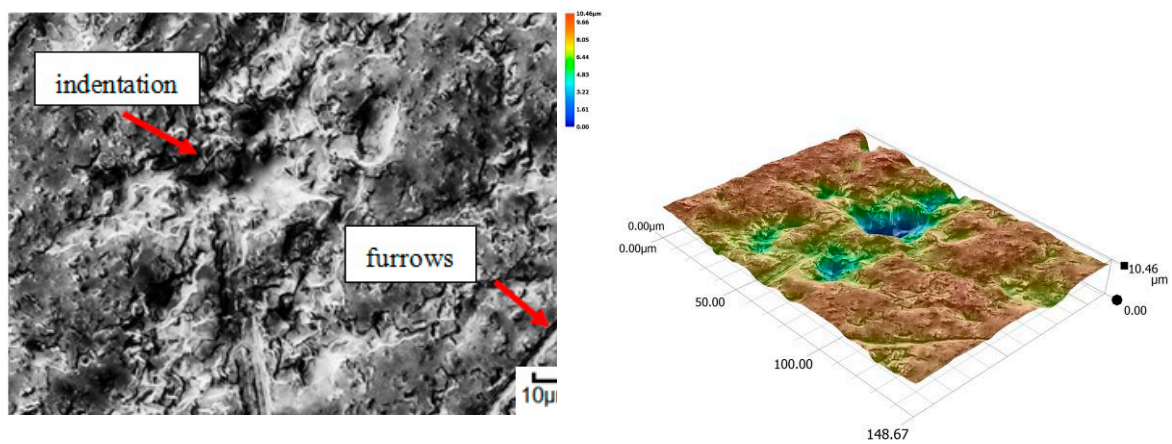 indentation
furrows
10μ
10.46μm
9.66
8.05
6.44
4.83
3.22
1.61
0.00
0.00μm
0.00μm
50.00
100.00
148.67
10.46
μm
0.00